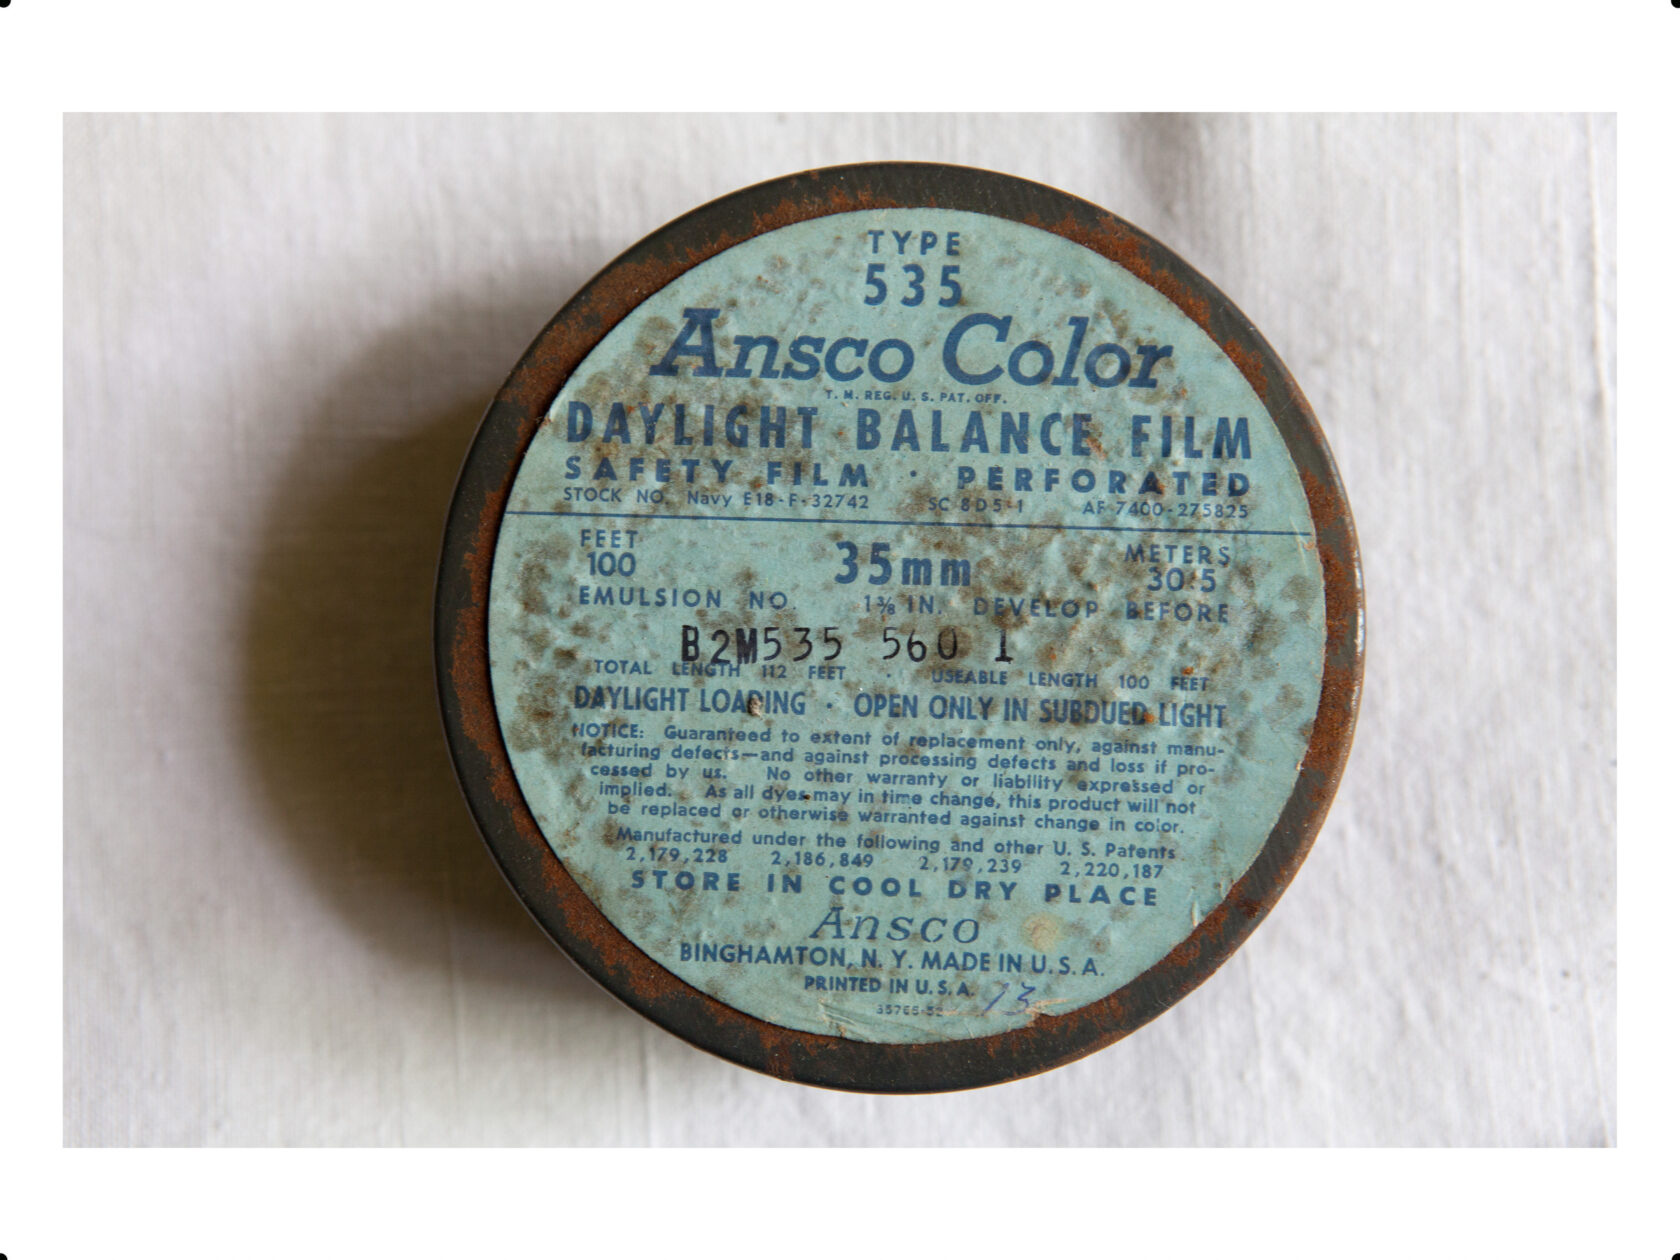 TYPE
535
Ansco Color
T. M. REG. U. S. PAT. OFF.
DAYLIGHT BALANCE FILM
SAFETY FILM · PERFORATED
STOCK NO. Navy E18-F-32742 SC 8D5-1 AF 7400-275825
FEET 35mm METERS
100 30.5
EMULSION NO. 1⅜ IN. DEVELOP BEFORE
B2M535 560 1
TOTAL LENGTH 112 FEET · USEABLE LENGTH 100 FEET
DAYLIGHT LOADING · OPEN ONLY IN SUBDUED LIGHT
NOTICE: Guaranteed to extent of replacement only, against manu-
facturing defects—and against processing defects and loss if pro-
cessed by us. No other warranty or liability expressed or
implied. As all dyes may in time change, this product will not
be replaced or otherwise warranted against change in color.
Manufactured under the following and other U. S. Patents
2,179,228 2,186,849 2,179,239 2,220,187
STORE IN COOL DRY PLACE
Ansco
BINGHAMTON, N. Y. MADE IN U. S. A.
PRINTED IN U. S. A. 13